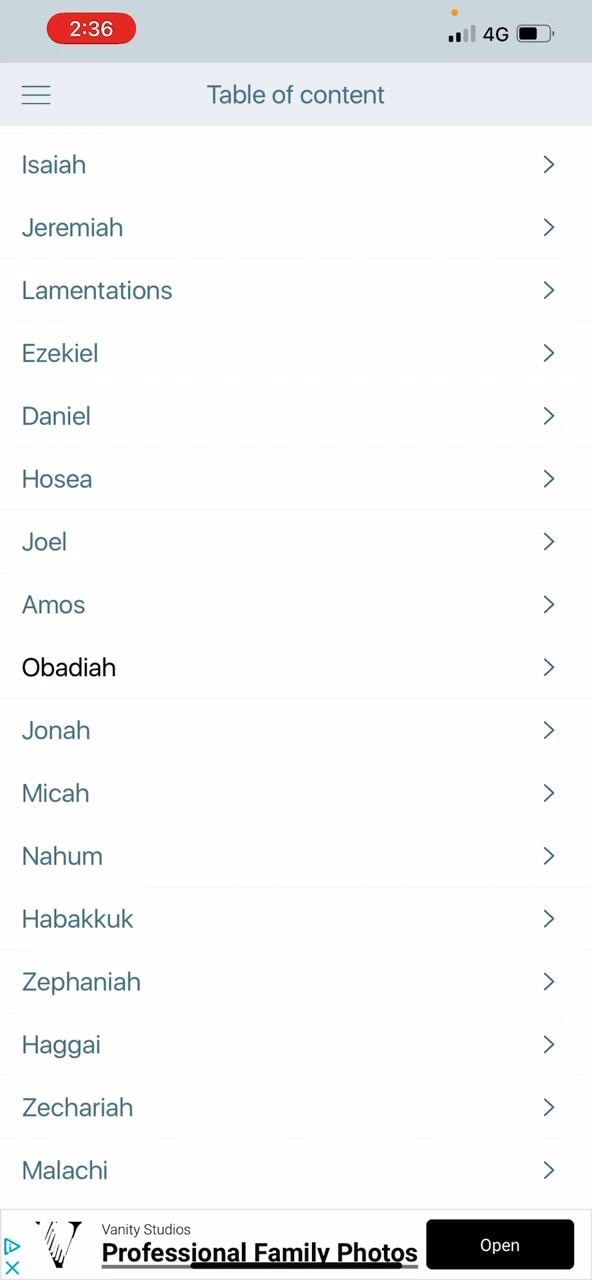 2:36
4G
Table of content
Isaiah
Jeremiah
Lamentations
Ezekiel
Daniel
Hosea
Joel
Amos
Obadiah
Jonah
Micah
Nahum
Habakkuk
Zephaniah
Haggai
Zechariah
Malachi
Vanity Studios
Professional Family Photos
Open